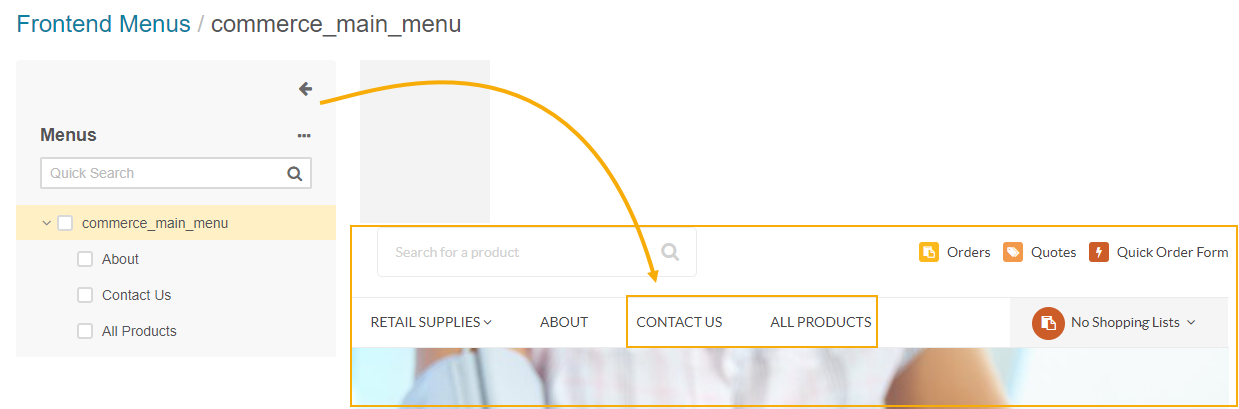 Frontend Menus / commerce_main_menu
Menus
Quick Search
commerce_main_menu
About
Contact Us
All Products
Search for a product
Orders Quotes Quick Order Form
RETAIL SUPPLIES ABOUT CONTACT US ALL PRODUCTS No Shopping Lists